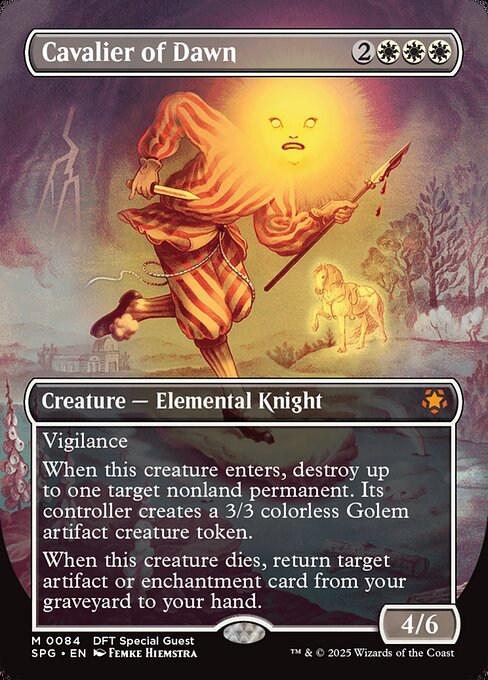 Cavalier of Dawn
2
Creature — Elemental Knight
Vigilance
When this creature enters, destroy up
to one target nonland permanent. Its
controller creates a 3/3 colorless Golem
artifact creature token.
When this creature dies, return target
artifact or enchantment card from your
graveyard to your hand.
4/6
M 0084 DFT Special Guest
SPG • EN Femke Hiemstra
™ & © 2025 Wizards of the Coast